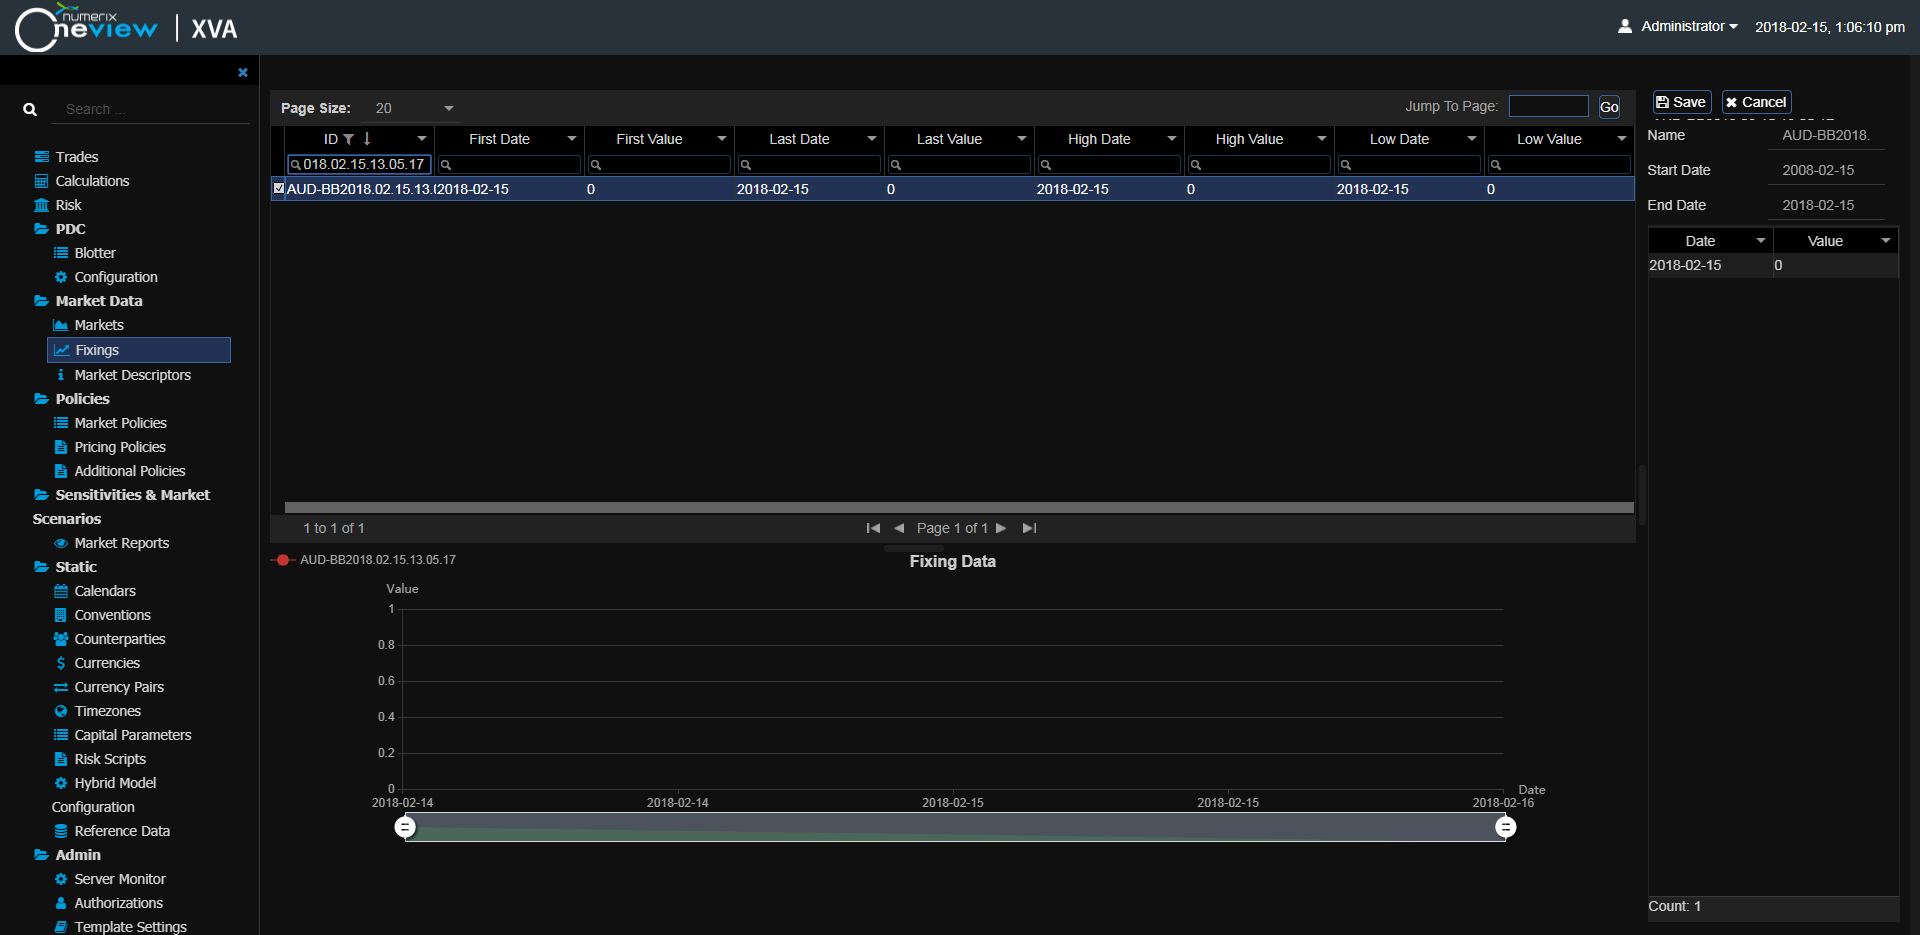 numerix
Oneview | XVA
Administrator
2018-02-15, 1:06:10 pm
Search ...
Trades
Calculations
Risk
PDC
Blotter
Configuration
Market Data
Markets
Fixings
Market Descriptors
Policies
Market Policies
Pricing Policies
Additional Policies
Sensitivities & Market
Scenarios
Market Reports
Static
Calendars
Conventions
Counterparties
Currencies
Currency Pairs
Timezones
Capital Parameters
Risk Scripts
Hybrid Model
Configuration
Reference Data
Admin
Server Monitor
Authorizations
Template Settings
Page Size: 20
Jump To Page: Go
ID First Date First Value Last Date Last Value High Date High Value Low Date Low Value
018.02.15.13.05.17
AUD-BB2018.02.15.13.( 2018-02-15 0 2018-02-15 0 2018-02-15 0 2018-02-15 0
1 to 1 of 1
Page 1 of 1
AUD-BB2018.02.15.13.05.17
Fixing Data
Value
1
0.8
0.6
0.4
0.2
0
Date
2018-02-14 2018-02-14 2018-02-15 2018-02-15 2018-02-16
Save Cancel
Name AUD-BB2018.
Start Date 2008-02-15
End Date 2018-02-15
Date Value
2018-02-15 0
Count: 1